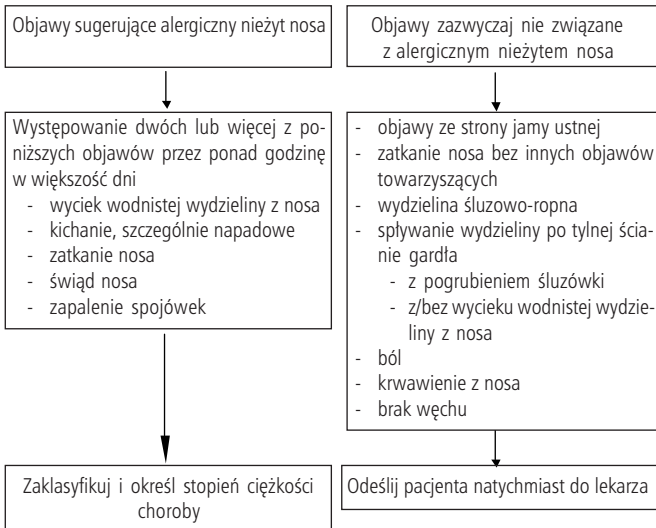 Objawy sugerujące alergiczny nieżyt nosa
Występowanie dwóch lub więcej z po-
niższych objawów przez ponad godzinę
w większość dni
- wyciek wodnistej wydzieliny z nosa
- kichanie, szczególnie napadowe
- zatkanie nosa
- świąd nosa
- zapalenie spojówek
Zaklasyfikuj i określ stopień ciężkości
choroby
Objawy zazwyczaj nie związane
z alergicznym nieżytem nosa
- objawy ze strony jamy ustnej
- zatkanie nosa bez innych objawów
towarzyszących
- wydzielina śluzowo-ropna
- spływanie wydzieliny po tylnej ścia-
nie gardła
- z pogrubieniem śluzówki
- z/bez wycieku wodnistej wydzie-
liny z nosa
- ból
- krwawienie z nosa
- brak węchu
Odeślij pacjenta natychmiast do lekarza